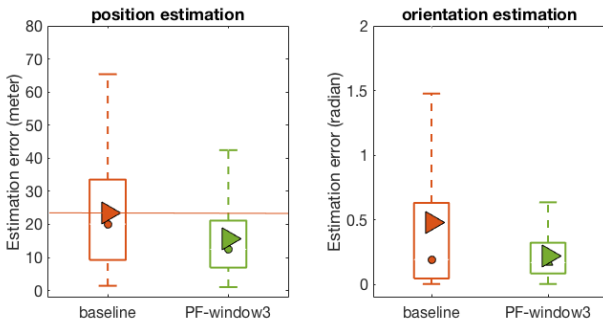 position estimation
Estimation error (meter)
80
70
60
50
40
30
20
10
0
baseline PF-window3
orientation estimation
Estimation error (radian)
2
1.5
1
0.5
0
baseline PF-window3